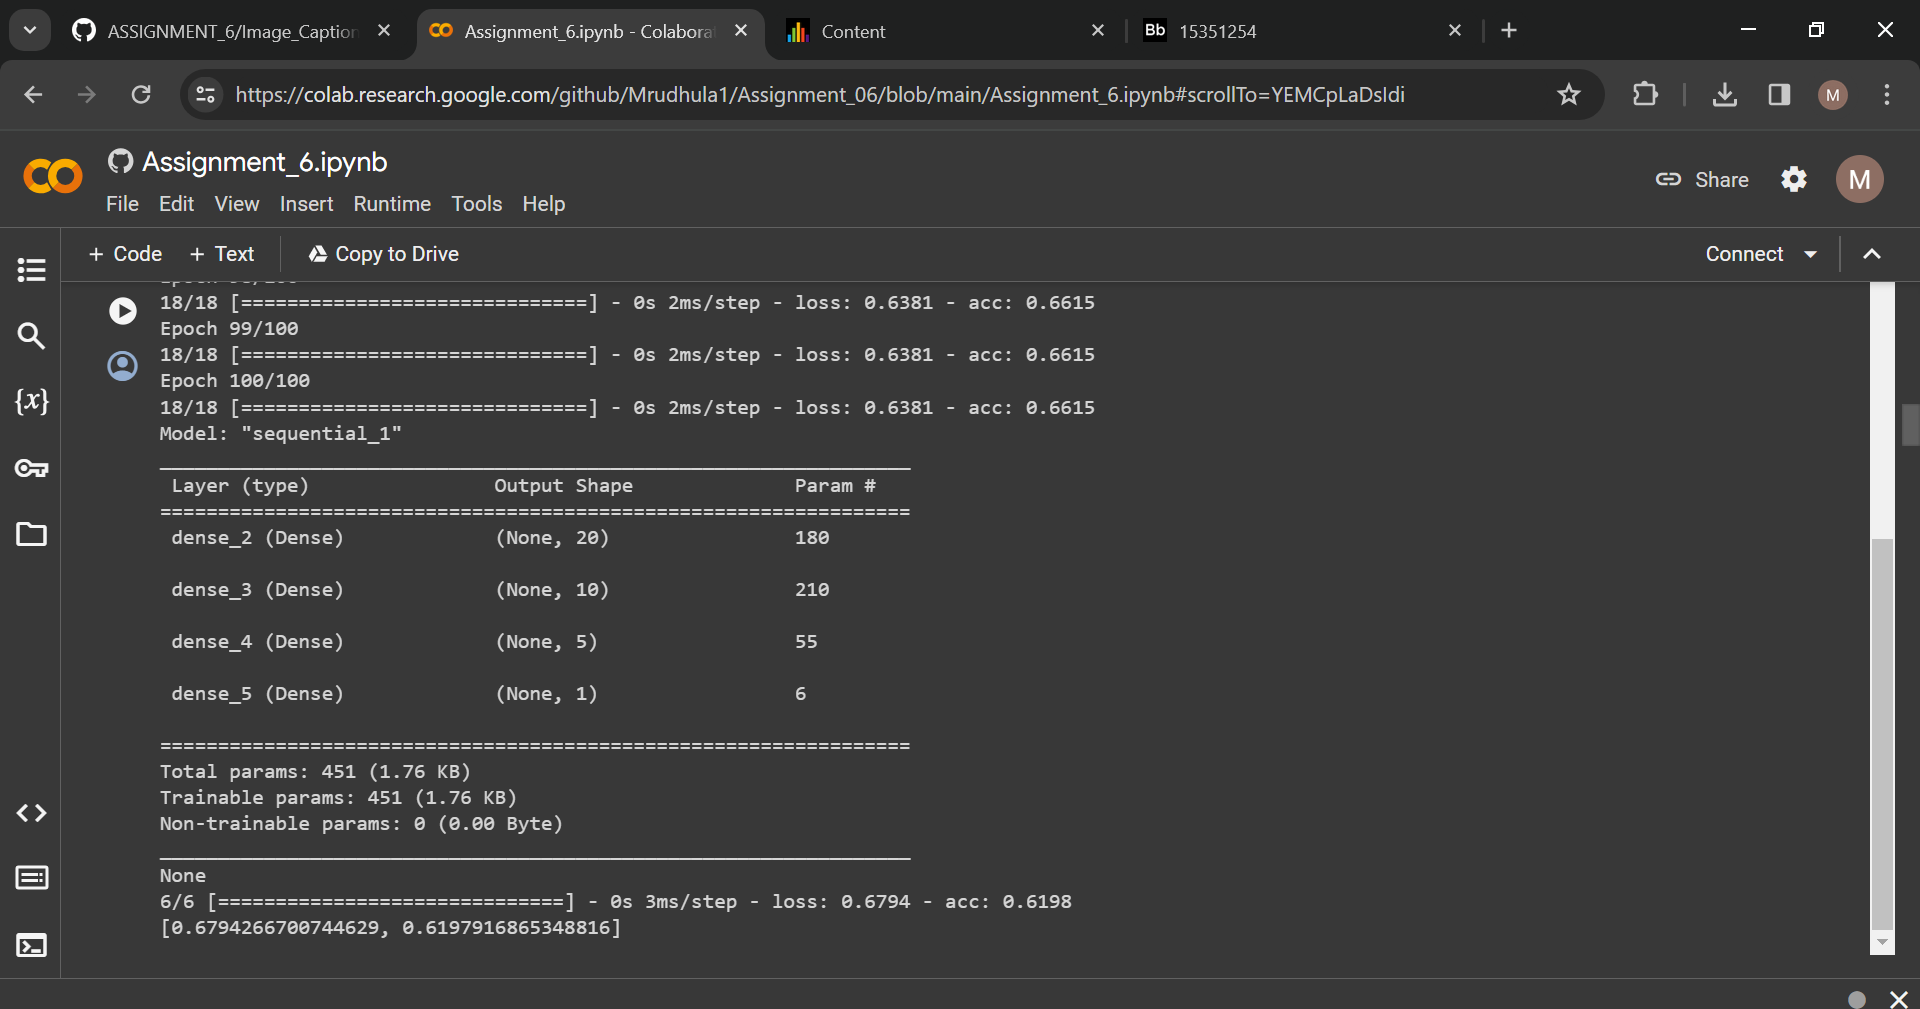 ASSIGNMENT_6/Image_Caption
Assignment_6.ipynb - Colaborat
Content
Bb 15351254
https://colab.research.google.com/github/Mrudhula1/Assignment_06/blob/main/Assignment_6.ipynb#scrollTo=YEMCpLaDsIdi
M
Assignment_6.ipynb
File Edit View Insert Runtime Tools Help
Share
M
+ Code + Text
Copy to Drive
Connect
18/18 [==============================] - 0s 2ms/step - loss: 0.6381 - acc: 0.6615
Epoch 99/100
18/18 [==============================] - 0s 2ms/step - loss: 0.6381 - acc: 0.6615
Epoch 100/100
18/18 [==============================] - 0s 2ms/step - loss: 0.6381 - acc: 0.6615
Model: "sequential_1"
_________________________________________________________________
Layer (type) Output Shape Param #
=================================================================
dense_2 (Dense) (None, 20) 180
dense_3 (Dense) (None, 10) 210
dense_4 (Dense) (None, 5) 55
dense_5 (Dense) (None, 1) 6
=================================================================
Total params: 451 (1.76 KB)
Trainable params: 451 (1.76 KB)
Non-trainable params: 0 (0.00 Byte)
_________________________________________________________________
None
6/6 [==============================] - 0s 3ms/step - loss: 0.6794 - acc: 0.6198
[0.6794266700744629, 0.6197916865348816]